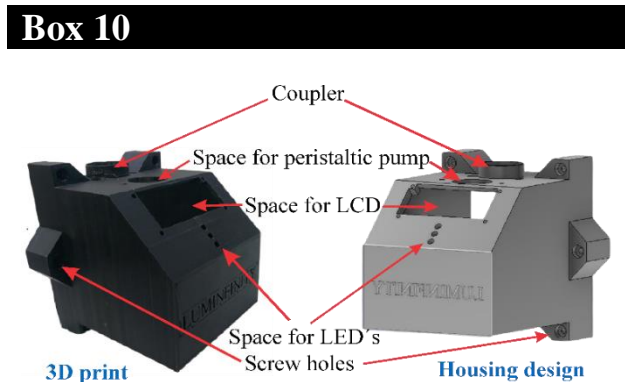 Box 10
Coupler
Space for peristaltic pump
Space for LCD
Space for LED´s
Screw holes
3D print
Housing design